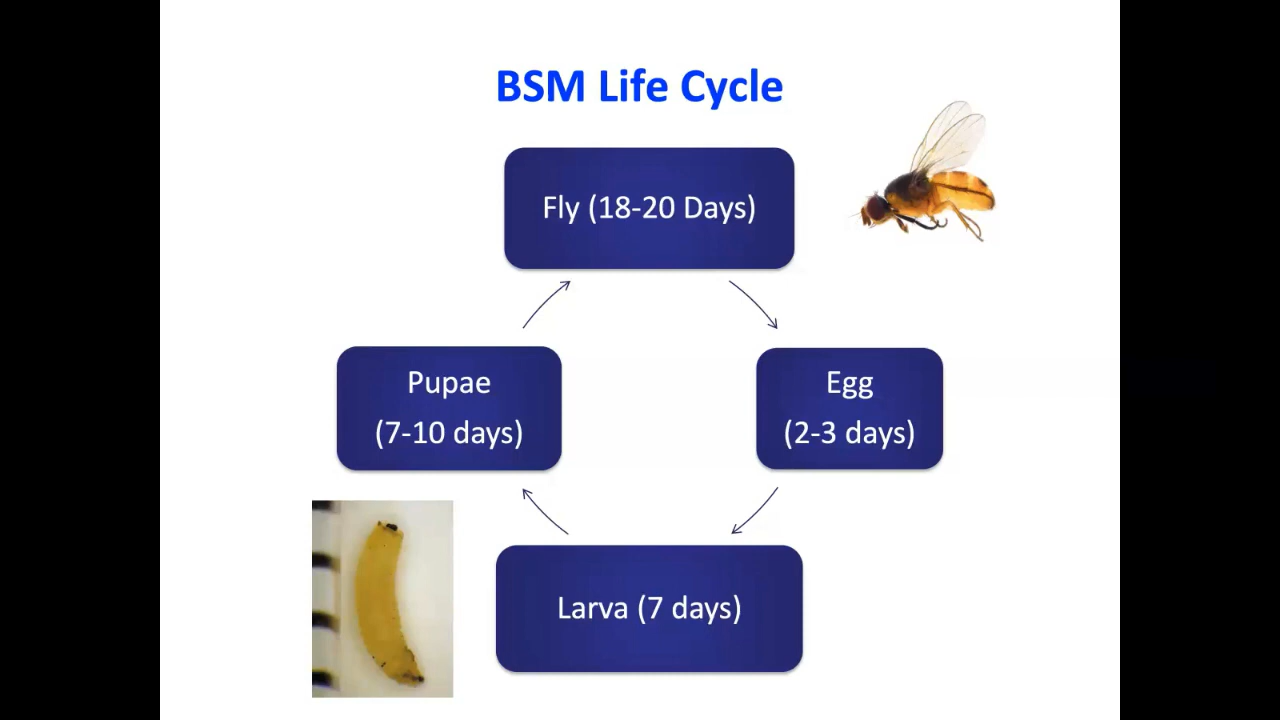 BSM Life Cycle
Fly (18-20 Days)
Egg
(2-3 days)
Larva (7 days)
Pupae
(7-10 days)